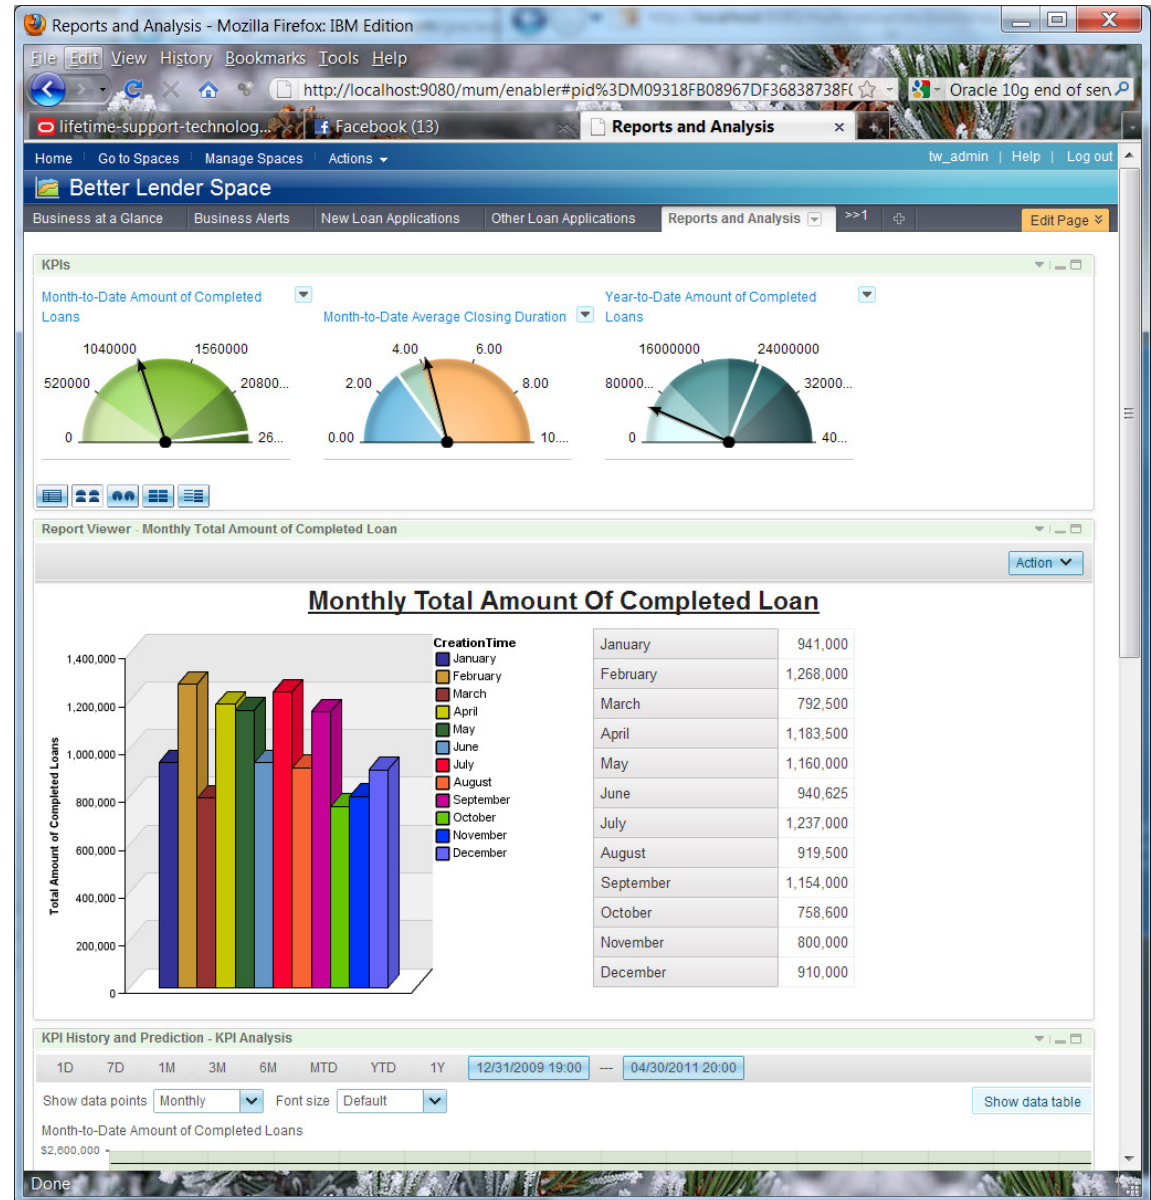 Reports and Analysis - Mozilla Firefox: IBM Edition
File Edit View History Bookmarks Tools Help
http://localhost:9080/mum/enabler#pid%3DM09318FB08967DF36838738F( Oracle 10g end of serv
lifetime-support-technolog... Facebook (13) Reports and Analysis
Home Go to Spaces Manage Spaces Actions tw_admin | Help | Log out
Better Lender Space
Business at a Glance Business Alerts New Loan Applications Other Loan Applications Reports and Analysis >>1 Edit Page
KPIs
Month-to-Date Amount of Completed
Loans
Month-to-Date Average Closing Duration
Year-to-Date Amount of Completed
Loans
1040000 1560000 4.00 6.00 16000000 24000000
520000 20800... 2.00 8.00 80000... 32000...
0 26... 0.00 10.... 0 40...
Report Viewer - Monthly Total Amount of Completed Loan
Action
Monthly Total Amount Of Completed Loan
Total Amount of Completed Loans
1,400,000
1,200,000
1,000,000
800,000
600,000
400,000
200,000
0
CreationTime
January
February
March
April
May
June
July
August
September
October
November
December
January 941,000
February 1,268,000
March 792,500
April 1,183,500
May 1,160,000
June 940,625
July 1,237,000
August 919,500
September 1,154,000
October 758,600
November 800,000
December 910,000
KPI History and Prediction - KPI Analysis
1D 7D 1M 3M 6M MTD YTD 1Y 12/31/2009 19:00 --- 04/30/2011 20:00
Show data points Monthly Font size Default Show data table
Month-to-Date Amount of Completed Loans
$2,600,000
Done